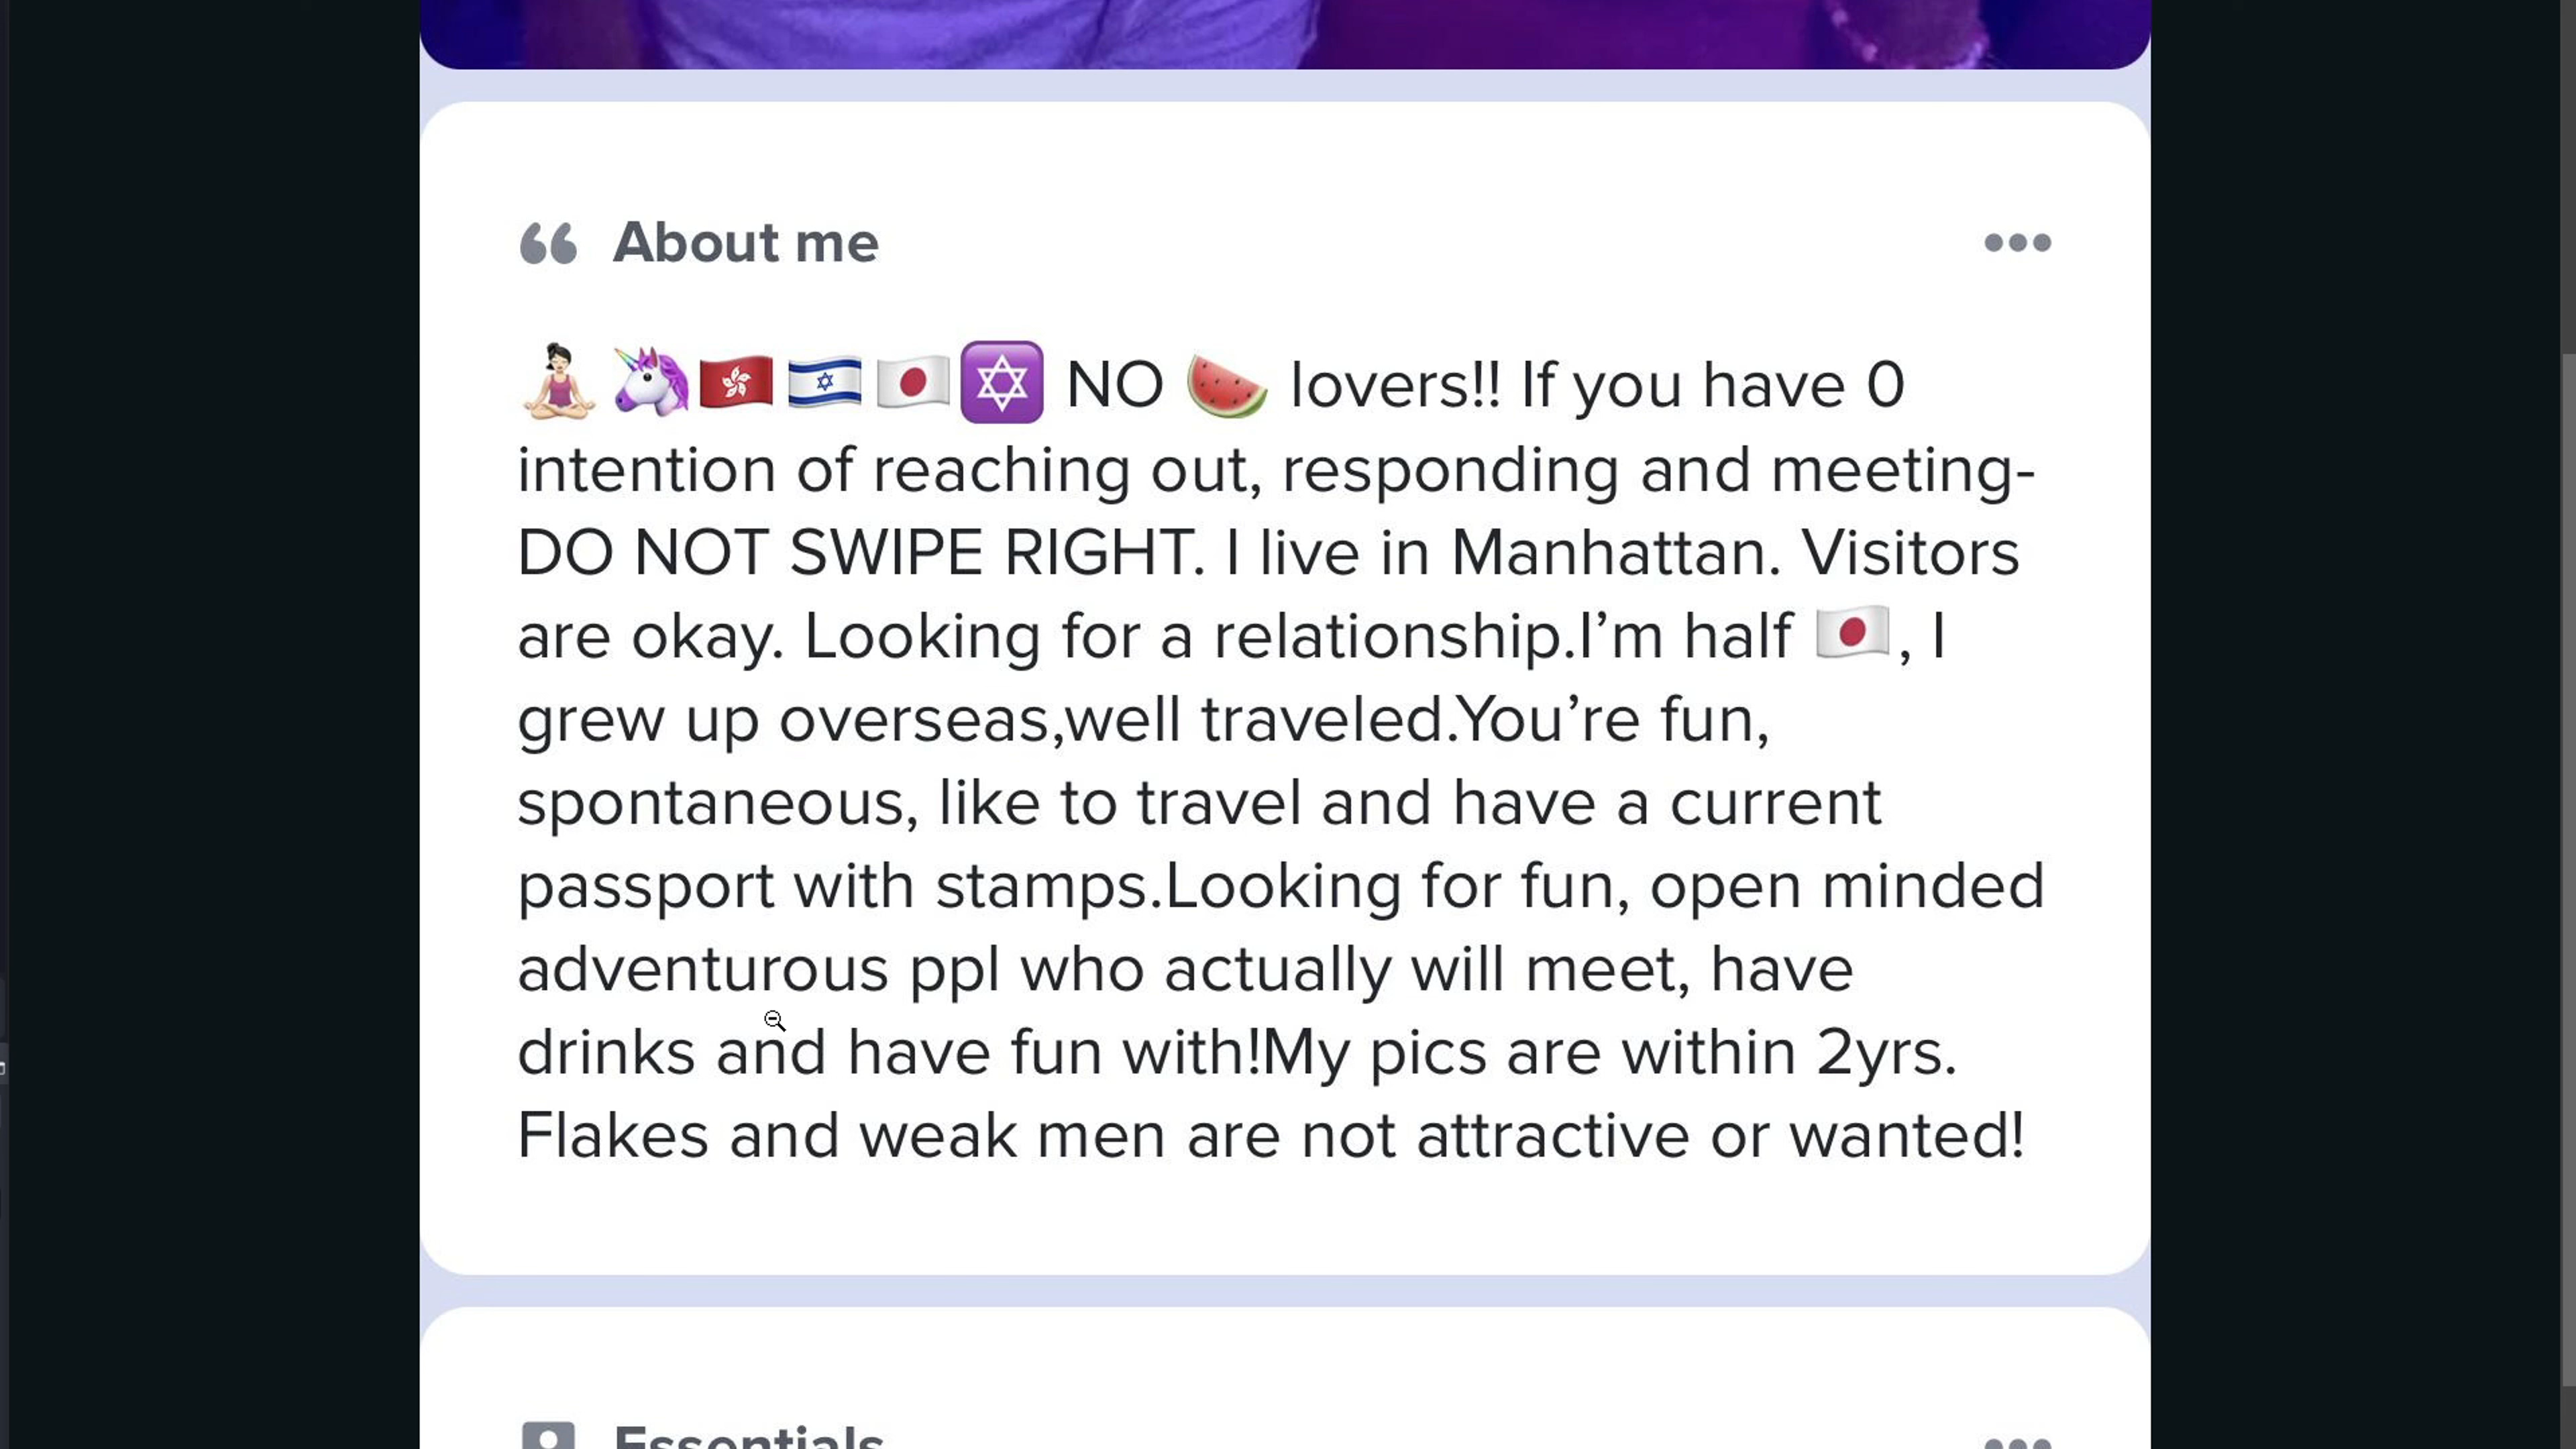 About me
🧘🏻‍♀️🦄🇭🇰🇮🇱🇯🇵🔯 NO 🍉 lovers!! If you have 0
intention of reaching out, responding and meeting-
DO NOT SWIPE RIGHT. I live in Manhattan. Visitors
are okay. Looking for a relationship.I’m half 🇯🇵, I
grew up overseas,well traveled.You’re fun,
spontaneous, like to travel and have a current
passport with stamps.Looking for fun, open minded
adventurous ppl who actually will meet, have
drinks and have fun with!My pics are within 2yrs.
Flakes and weak men are not attractive or wanted!
Essentials